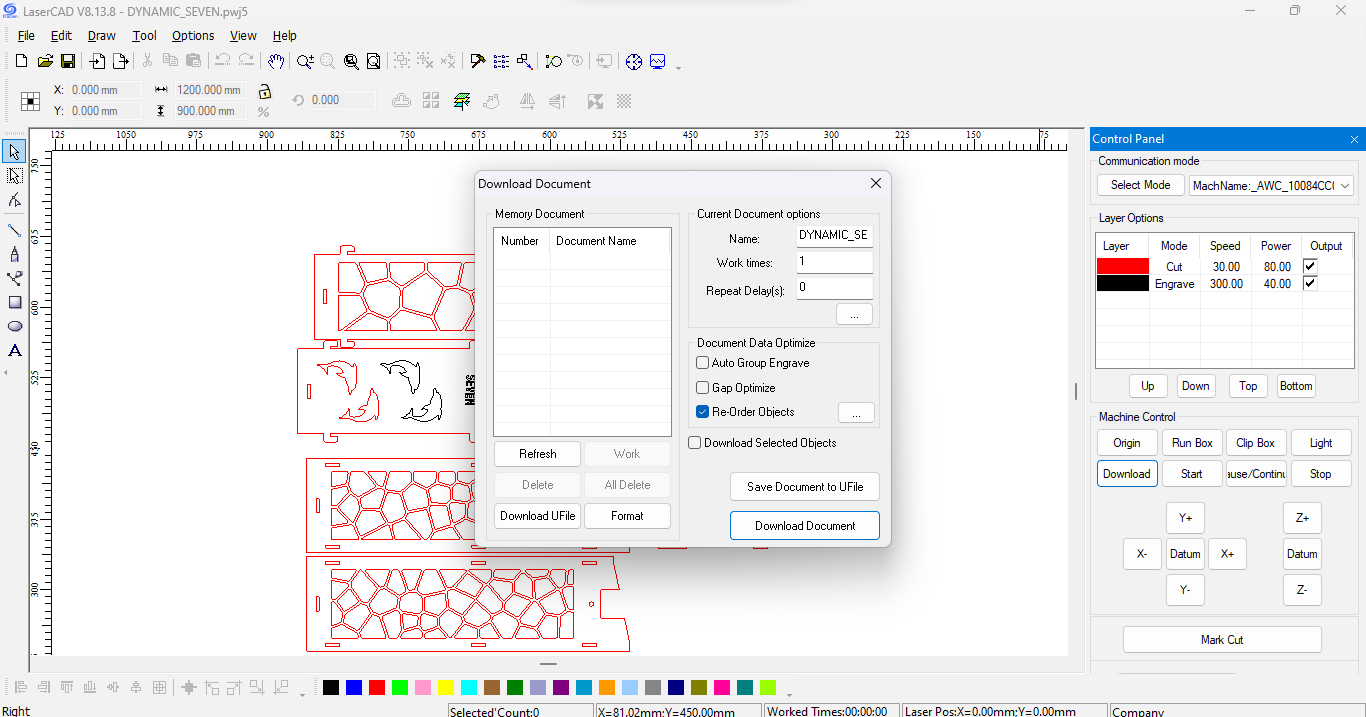 LaserCAD V8.13.8 - DYNAMIC_SEVEN.pwj5
File Edit Draw Tool Options View Help
X: 0.000 mm 1200.000 mm 0.000
Y: 0.000 mm 900.000 mm %
125 1050 975 900 825 750 675 600 525 450 375 300 225 150 75
750
675
600
525
450
375
300
SEVEN
Download Document
Memory Document
Number Document Name
Refresh Work
Delete All Delete
Download UFile Format
Current Document options
Name: DYNAMIC_SE
Work times: 1
Repeat Delay(s): 0
...
Document Data Optimize
Auto Group Engrave
Gap Optimize
Re-Order Objects ...
Download Selected Objects
Save Document to UFile
Download Document
Control Panel
Communication mode
Select Mode MachName:_AWC_10084CC(
Layer Options
Layer Mode Speed Power Output
Cut 30.00 80.00
Engrave 300.00 40.00
Up Down Top Bottom
Machine Control
Origin Run Box Clip Box Light
Download Start ause/Continu Stop
Y+ Z+
X- Datum X+ Datum
Y- Z-
Mark Cut
Right Selected'Count:0 X=81.02mm;Y=450.00mm Worked Times:00:00:00 Laser Pos:X=0.00mm;Y=0.00mm Company